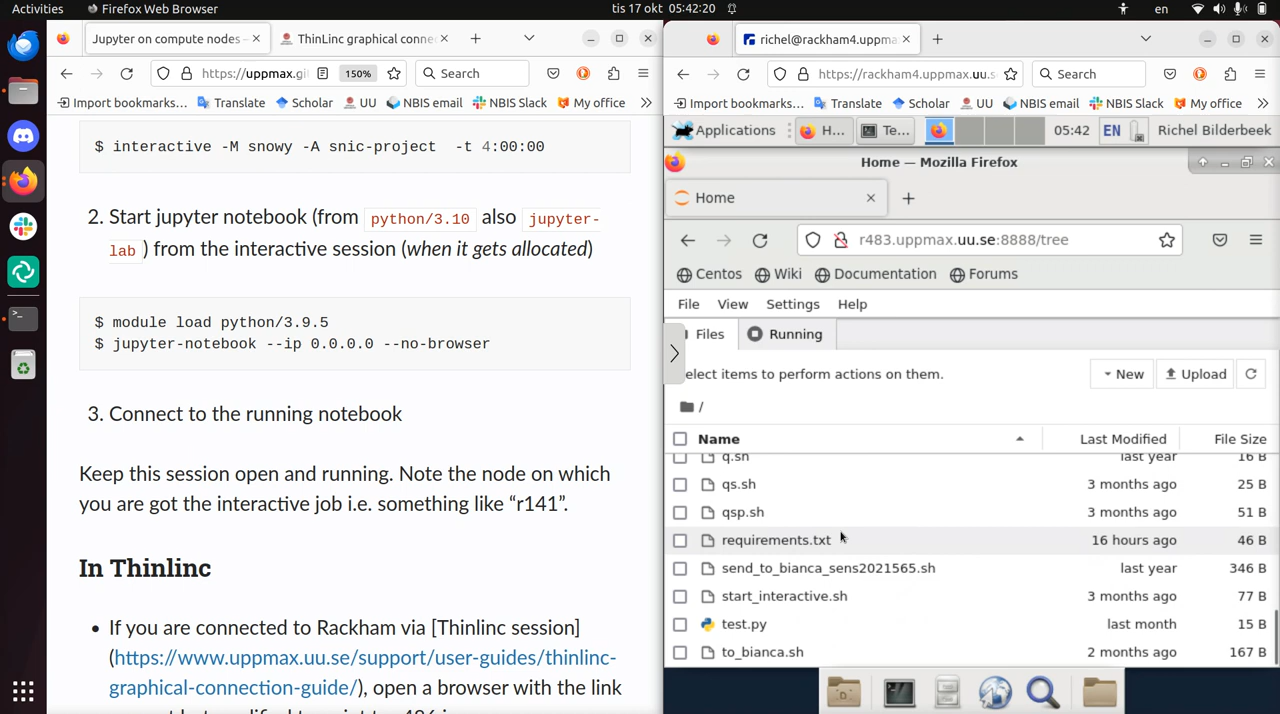 Activities
Firefox Web Browser
tis 17 okt 05:42:20
en
Jupyter on compute nodes –
ThinLinc graphical conne
https://uppmax.gi
150%
Search
Import bookmarks…
Translate
Scholar
UU
NBIS email
NBIS Slack
My office
$ interactive -M snowy -A snic-project  -t 4:00:00
2. Start jupyter notebook (from python/3.10 also jupyter-
lab ) from the interactive session (when it gets allocated)
$ module load python/3.9.5
$ jupyter-notebook --ip 0.0.0.0 --no-browser
3. Connect to the running notebook
Keep this session open and running. Note the node on which
you are got the interactive job i.e. something like “r141”.
In Thinlinc
• If you are connected to Rackham via [Thinlinc session]
(https://www.uppmax.uu.se/support/user-guides/thinlinc-
graphical-connection-guide/), open a browser with the link
richel@rackham4.uppma
https://rackham4.uppmax.uu.s
Search
Import bookmarks…
Translate
Scholar
UU
NBIS email
NBIS Slack
My office
Applications
H...
Te...
05:42
EN
Richel Bilderbeek
Home — Mozilla Firefox
Home
r483.uppmax.uu.se:8888/tree
Centos
Wiki
Documentation
Forums
File
View
Settings
Help
Files
Running
elect items to perform actions on them.
New
Upload
/
Name
Last Modified
File Size
q.sh last year 16 B
qs.sh 3 months ago 25 B
qsp.sh 3 months ago 51 B
requirements.txt 16 hours ago 46 B
send_to_bianca_sens2021565.sh last year 346 B
start_interactive.sh 3 months ago 77 B
test.py last month 15 B
to_bianca.sh 2 months ago 167 B